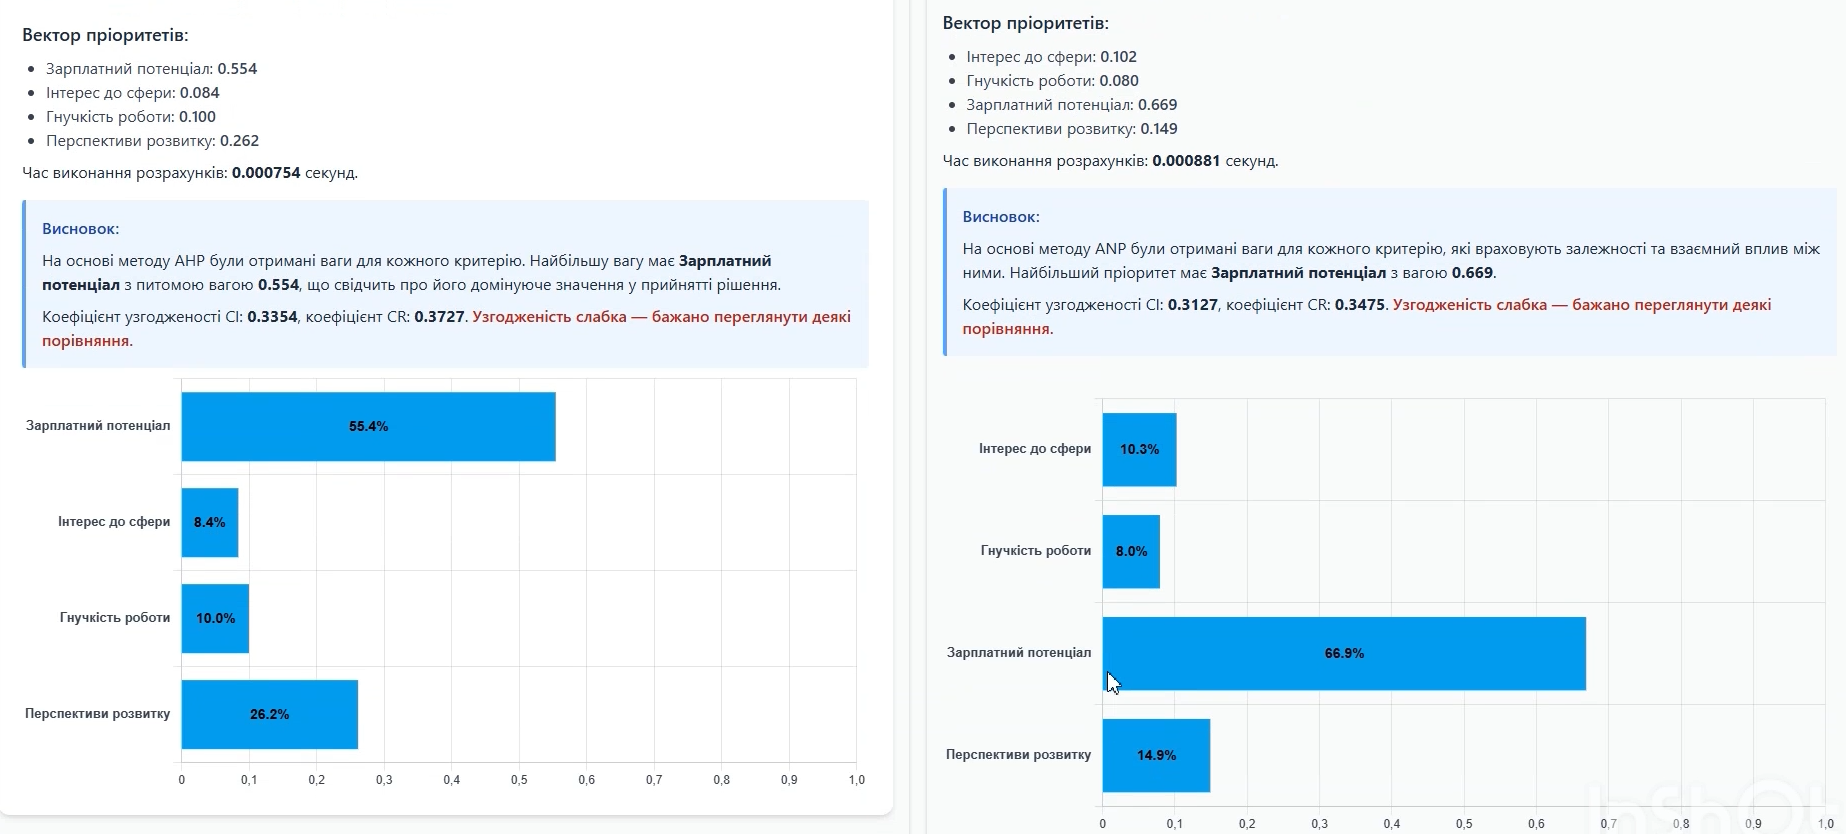 Вектор пріоритетів:
Зарплатний потенціал: 0.554
Інтерес до сфери: 0.084
Гнучкість роботи: 0.100
Перспективи розвитку: 0.262
Час виконання розрахунків: 0.000754 секунд.
Висновок:
На основі методу AHP були отримані ваги для кожного критерію. Найбільшу вагу має Зарплатний
потенціал з питомою вагою 0.554, що свідчить про його домінуюче значення у прийнятті рішення.
Коефіцієнт узгодженості CI: 0.3354, коефіцієнт CR: 0.3727. Узгодженість слабка — бажано переглянути деякі
порівняння.
Зарплатний потенціал
55.4%
Інтерес до сфери
8.4%
Гнучкість роботи
10.0%
Перспективи розвитку
26.2%
0 0,1 0,2 0,3 0,4 0,5 0,6 0,7 0,8 0,9 1,0
Вектор пріоритетів:
Інтерес до сфери: 0.102
Гнучкість роботи: 0.080
Зарплатний потенціал: 0.669
Перспективи розвитку: 0.149
Час виконання розрахунків: 0.000881 секунд.
Висновок:
На основі методу ANP були отримані ваги для кожного критерію, які враховують залежності та взаємний вплив між
ними. Найбільший пріоритет має Зарплатний потенціал з вагою 0.669.
Коефіцієнт узгодженості CI: 0.3127, коефіцієнт CR: 0.3475. Узгодженість слабка — бажано переглянути деякі
порівняння.
Інтерес до сфери
10.3%
Гнучкість роботи
8.0%
Зарплатний потенціал
66.9%
Перспективи розвитку
14.9%
0 0,1 0,2 0,3 0,4 0,5 0,6 0,7 0,8 0,9 1,0